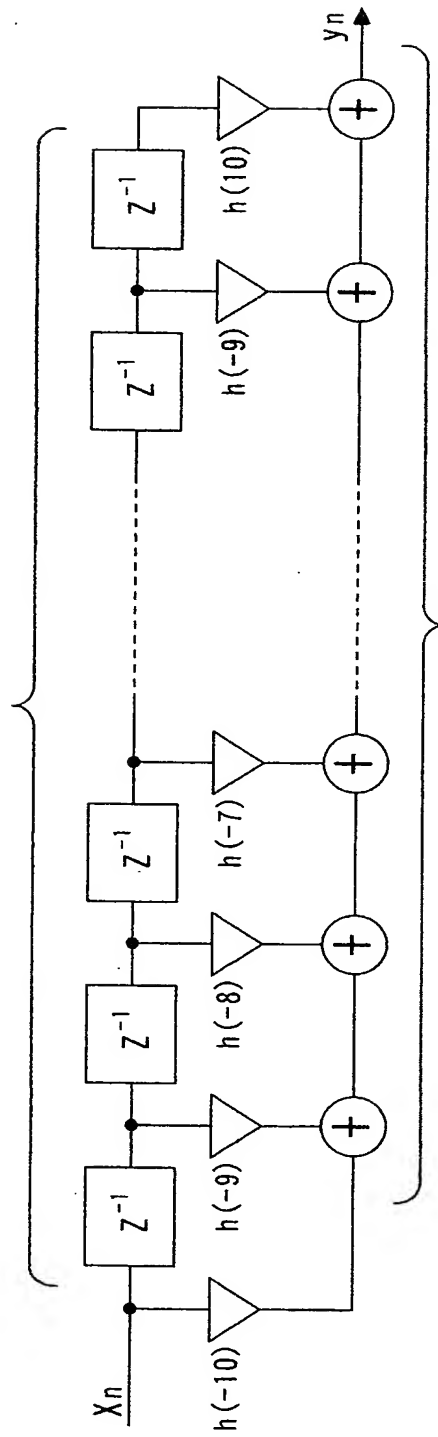 Xn
Z⁻¹
Z⁻¹
Z⁻¹
Z⁻¹
Z⁻¹
h(-10)
h(-9)
h(-8)
h(-7)
h(-9)
h(10)
+
+
+
+
+
yn